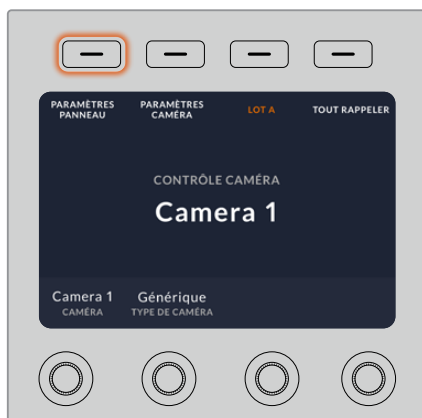 PARAMÈTRES PANNEAU
PARAMÈTRES CAMÉRA
LOT A
TOUT RAPPELER
CONTRÔLE CAMÉRA
Camera 1
Camera 1
CAMÉRA
Générique
TYPE DE CAMÉRA